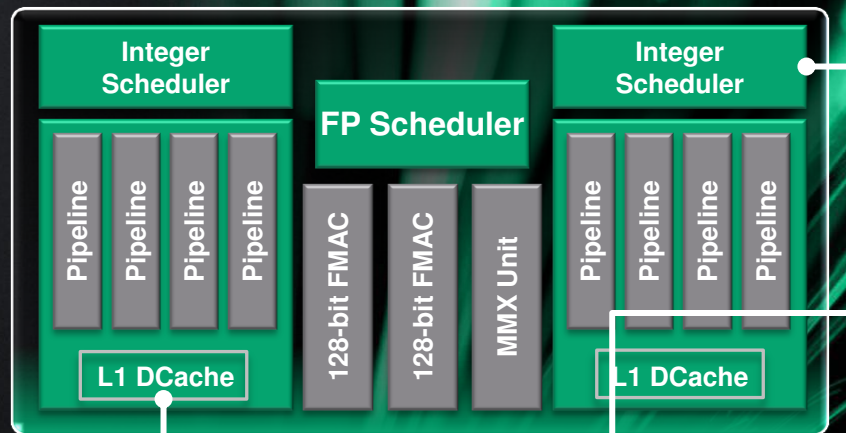 Integer
Scheduler
FP Scheduler
Integer
Scheduler
Pipeline
Pipeline
Pipeline
Pipeline
128-bit FMAC
128-bit FMAC
MMX Unit
Pipeline
Pipeline
Pipeline
Pipeline
L1 DCache
L1 DCache